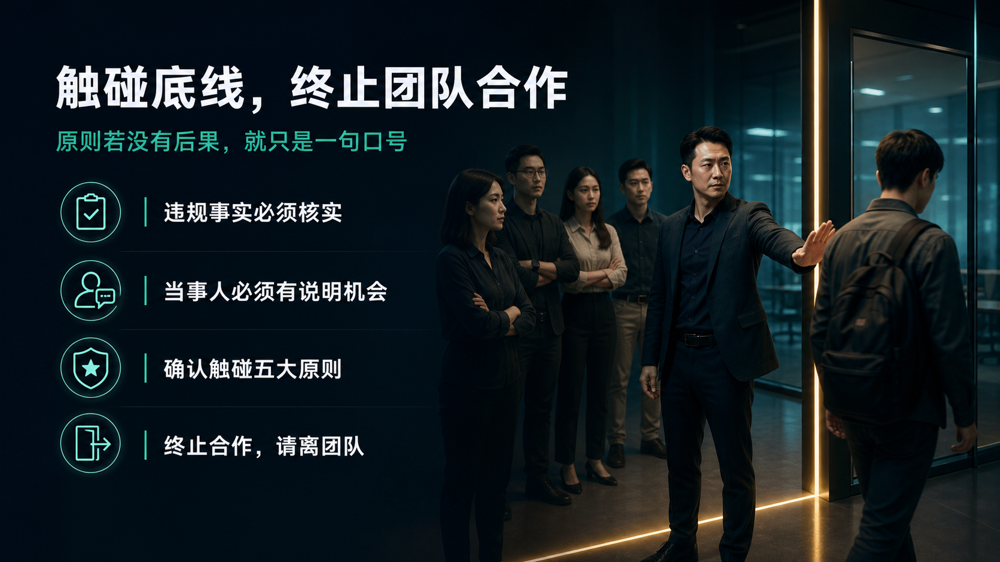 触碰底线，终止团队合作
原则若没有后果，就只是一句口号
违规事实必须核实
当事人必须有说明机会
确认触碰五大原则
终止合作，请离团队